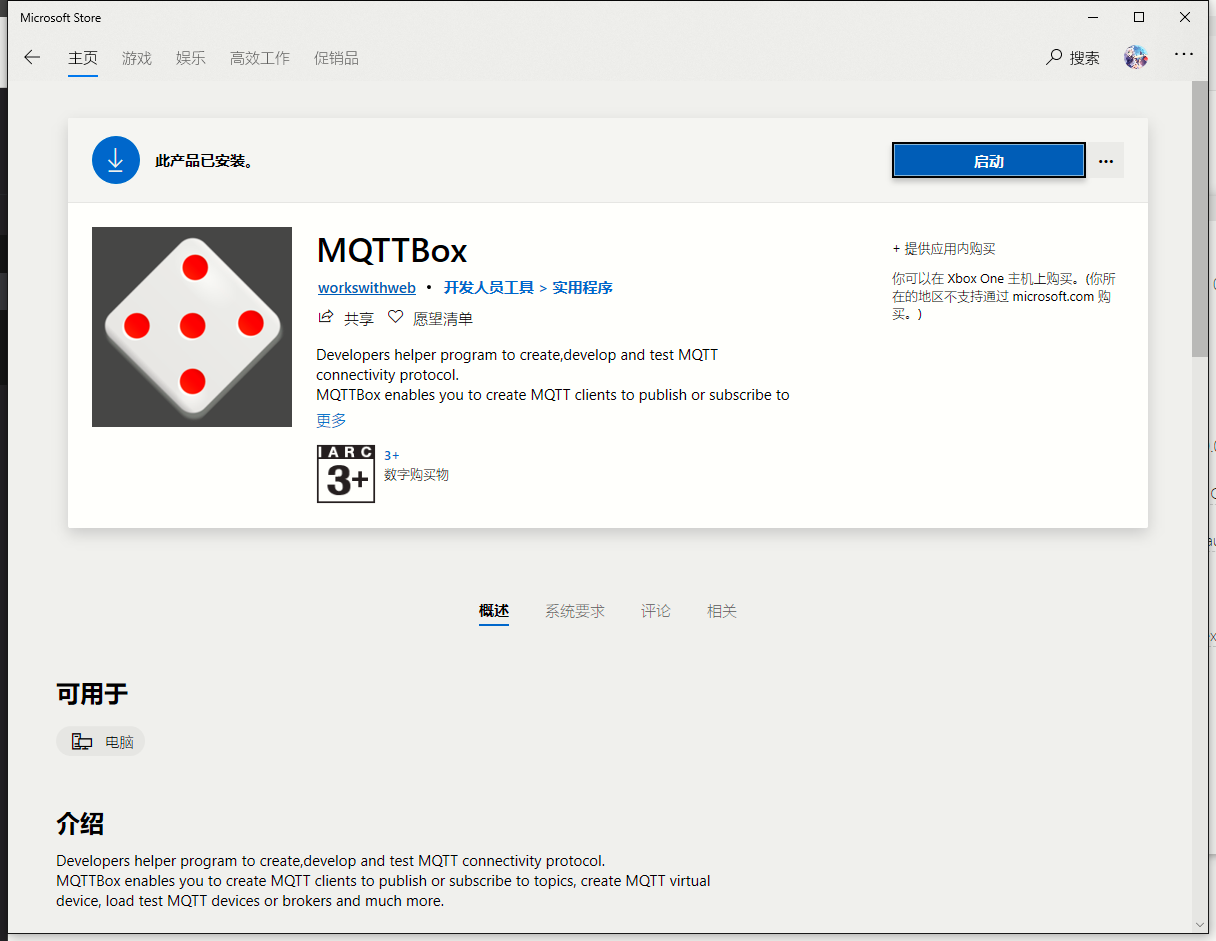 Microsoft Store
主页 游戏 娱乐 高效工作 促销品 搜索
此产品已安装。 启动
MQTTBox
workswithweb • 开发人员工具 > 实用程序
共享 愿望清单
Developers helper program to create,develop and test MQTT
connectivity protocol.
MQTTBox enables you to create MQTT clients to publish or subscribe to
更多
IARC
3+
3+
数字购买物
+ 提供应用内购买
你可以在 Xbox One 主机上购买。(你所
在的地区不支持通过 microsoft.com 购
买。)
概述 系统要求 评论 相关
可用于
电脑
介绍
Developers helper program to create,develop and test MQTT connectivity protocol.
MQTTBox enables you to create MQTT clients to publish or subscribe to topics, create MQTT virtual
device, load test MQTT devices or brokers and much more.